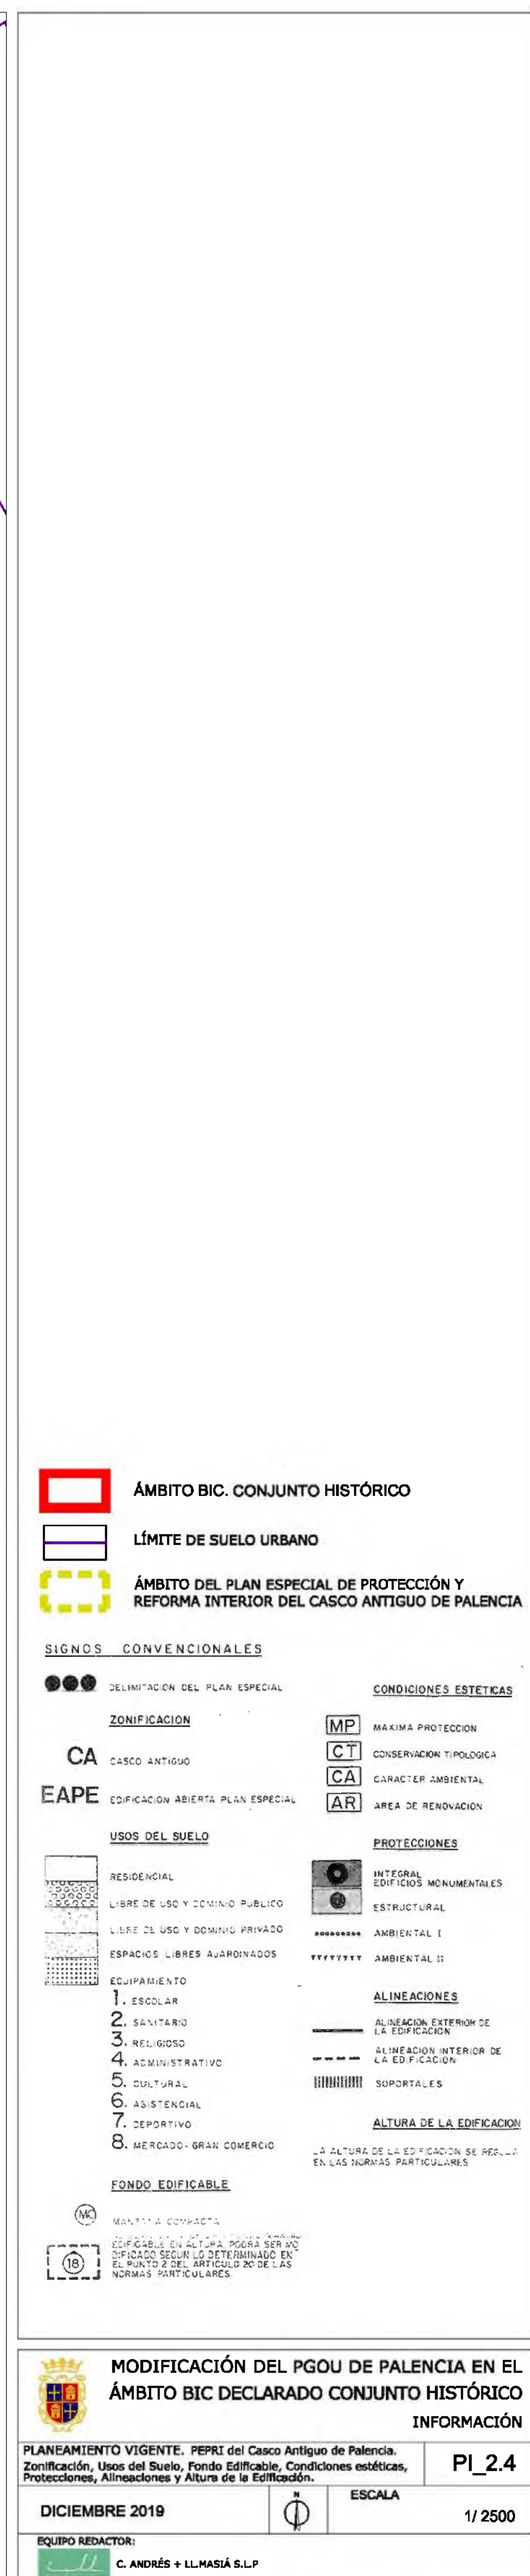 ÁMBITO BIC. CONJUNTO HISTÓRICO
LÍMITE DE SUELO URBANO
ÁMBITO DEL PLAN ESPECIAL DE PROTECCIÓN Y
REFORMA INTERIOR DEL CASCO ANTIGUO DE PALENCIA
SIGNOS CONVENCIONALES
DELIMITACION DEL PLAN ESPECIAL
ZONIFICACION
CA CASCO ANTIGUO
EAPE EDIFICACION ABIERTA PLAN ESPECIAL
USOS DEL SUELO
RESIDENCIAL
LIBRE DE USO Y DOMINIO PUBLICO
LIBRE DE USO Y DOMINIO PRIVADO
ESPACIOS LIBRES AJARDINADOS
EQUIPAMIENTO
1. ESCOLAR
2. SANITARIO
3. RELIGIOSO
4. ADMINISTRATIVO
5. CULTURAL
6. ASISTENCIAL
7. DEPORTIVO
8. MERCADO-GRAN COMERCIO
FONDO EDIFICABLE
MC MANZANA COMPACTA
EDIFICABLE EN ALTURA. PODRA SER MO
18 DIFICADO SEGUN LO DETERMINADO EN
EL PUNTO 2 DEL ARTICULO 20 DE LAS
NORMAS PARTICULARES.
CONDICIONES ESTETICAS
MP MAXIMA PROTECCION
CT CONSERVACION TIPOLOGICA
CA CARACTER AMBIENTAL
AR AREA DE RENOVACION
PROTECCIONES
INTEGRAL
EDIFICIOS MONUMENTALES
ESTRUCTURAL
AMBIENTAL I
AMBIENTAL II
ALINEACIONES
ALINEACION EXTERIOR DE
LA EDIFICACION
ALINEACION INTERIOR DE
LA EDIFICACION
SOPORTALES
ALTURA DE LA EDIFICACION
LA ALTURA DE LA EDIFICACION SE REGULA
EN LAS NORMAS PARTICULARES
MODIFICACIÓN DEL PGOU DE PALENCIA EN EL
ÁMBITO BIC DECLARADO CONJUNTO HISTÓRICO
INFORMACIÓN
PLANEAMIENTO VIGENTE. PEPRI del Casco Antiguo de Palencia.
Zonificación, Usos del Suelo, Fondo Edificable, Condiciones estéticas,
Protecciones, Alineaciones y Altura de la Edificación.
PI_2.4
DICIEMBRE 2019
N
ESCALA
1/ 2500
EQUIPO REDACTOR:
C. ANDRÉS + LL.MASIÁ S.L.P